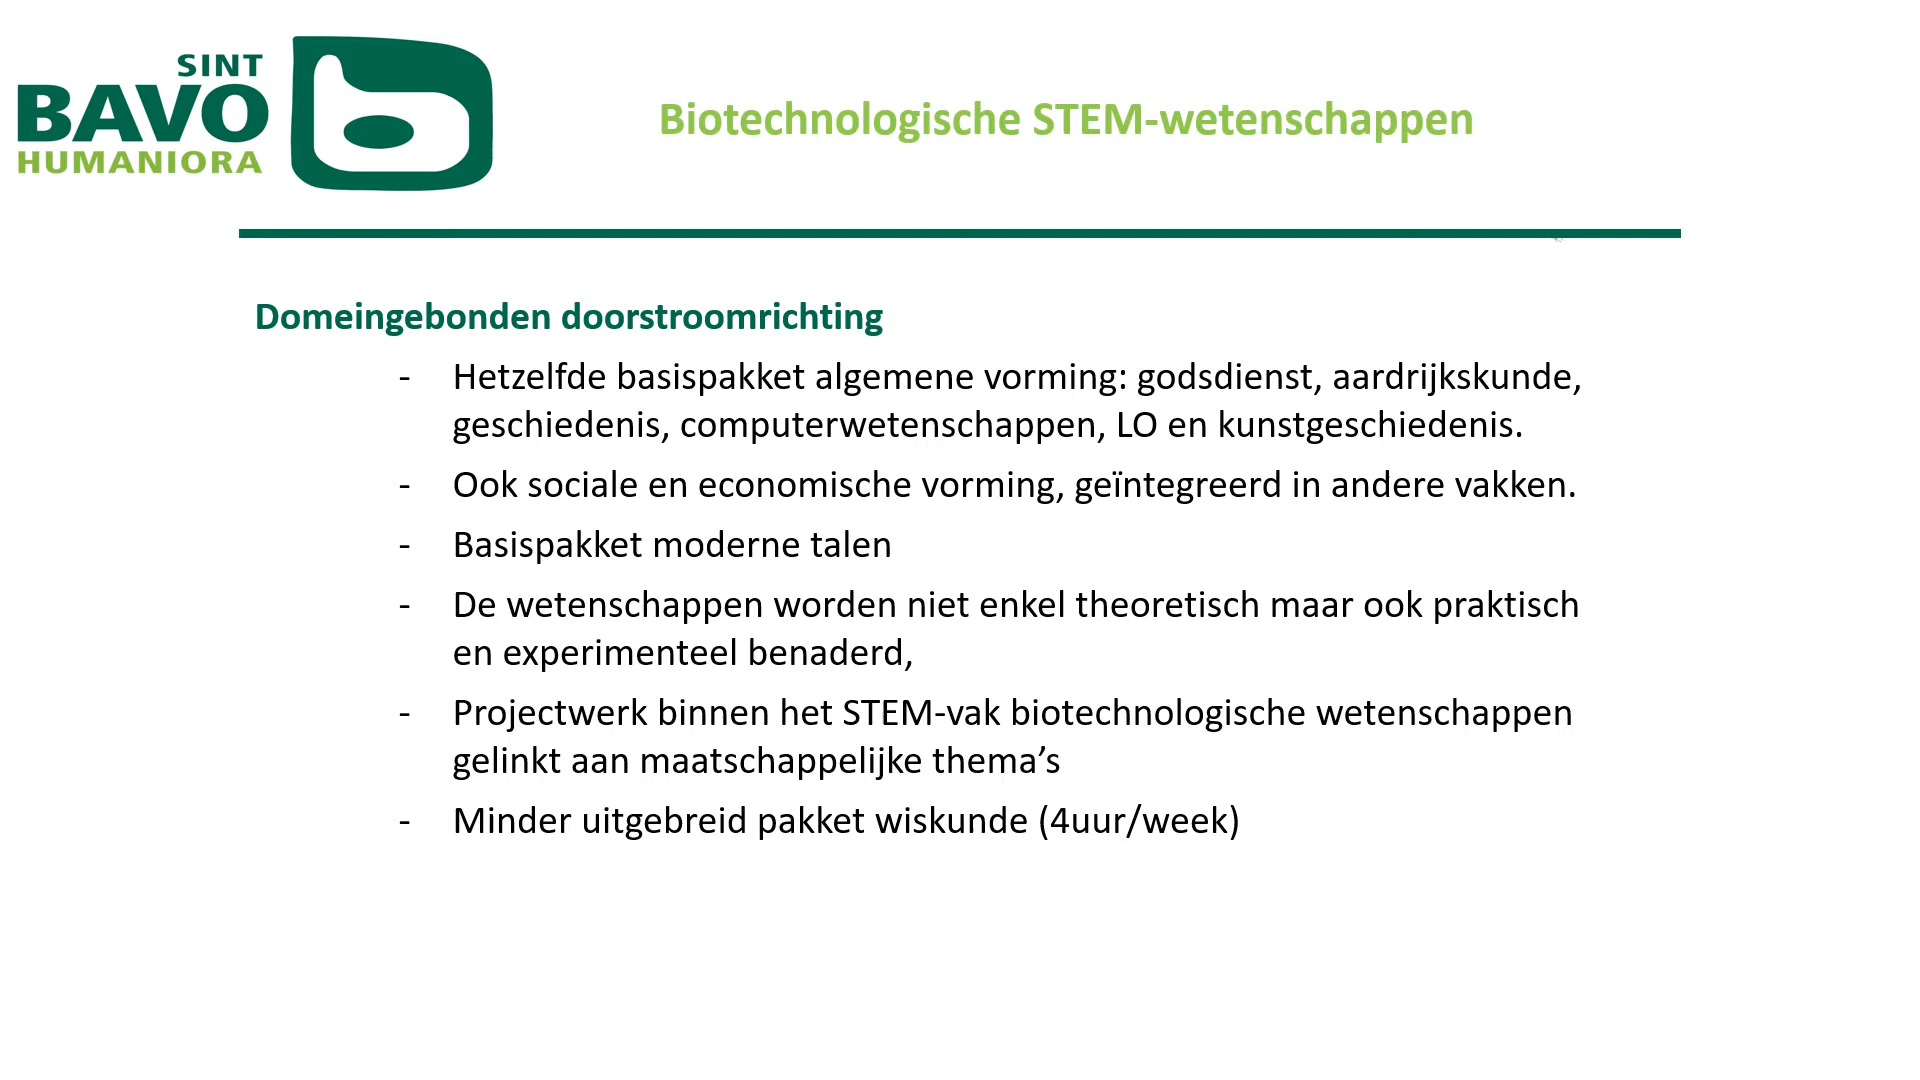 SINT
BAVO
HUMANIORA
Biotechnologische STEM-wetenschappen
Domeingebonden doorstroomrichting
- Hetzelfde basispakket algemene vorming: godsdienst, aardrijkskunde,
geschiedenis, computerwetenschappen, LO en kunstgeschiedenis.
- Ook sociale en economische vorming, geïntegreerd in andere vakken.
- Basispakket moderne talen
- De wetenschappen worden niet enkel theoretisch maar ook praktisch
en experimenteel benaderd,
- Projectwerk binnen het STEM-vak biotechnologische wetenschappen
gelinkt aan maatschappelijke thema’s
- Minder uitgebreid pakket wiskunde (4uur/week)